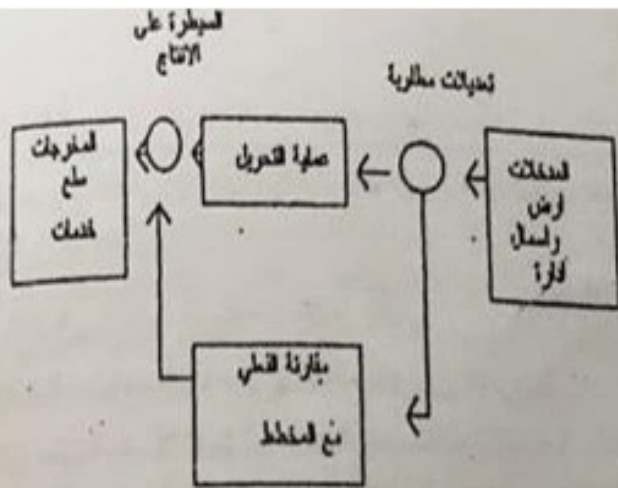 السيطرة على
الانتاج
تعديلات مطلوبة
المدخلات
ارض
راسمال
ادارة
عملية التحويل
المخرجات
سلع
خدمات
مقارنة الفعلي
مع المخطط